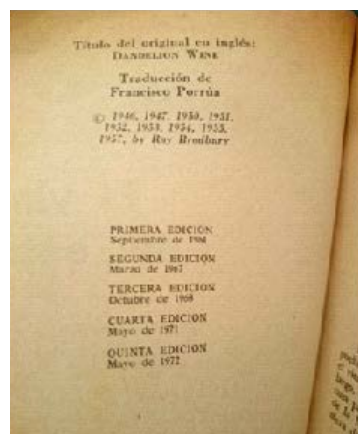 Título del original en inglés:
DANDELION WINE
Traducción de
Francisco Porrúa
© 1946, 1947, 1950, 1951,
1952, 1953, 1954, 1955,
1957, by Ray Bradbury
PRIMERA EDICION
Septiembre de
SEGUNDA EDICION
Marzo de 1967
TERCERA EDICION
Octubre de 1968
CUARTA EDICION
Mayo de 1971
QUINTA EDICION
Mayo de 1972